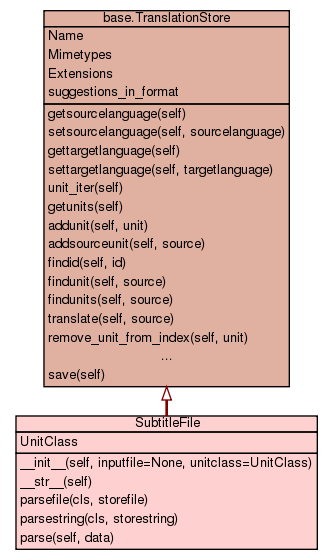 base.TranslationStore
Name
Mimetypes
Extensions
suggestions_in_format
getsourcelanguage(self)
setsourcelanguage(self, sourcelanguage)
gettargetlanguage(self)
settargetlanguage(self, targetlanguage)
unit_iter(self)
getunits(self)
addunit(self, unit)
addsourceunit(self, source)
findid(self, id)
findunit(self, source)
findunits(self, source)
translate(self, source)
remove_unit_from_index(self, unit)
...
save(self)
SubtitleFile
UnitClass
__init__(self, inputfile=None, unitclass=UnitClass)
__str__(self)
parsefile(cls, storefile)
parsestring(cls, storestring)
parse(self, data)